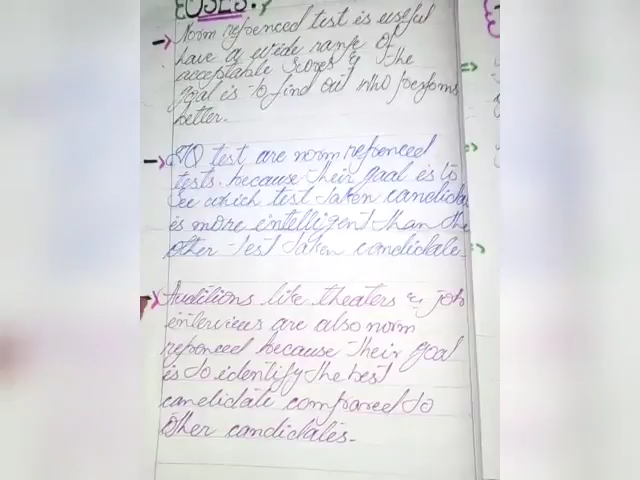 USES:
Norm referenced test is useful
have a wide range of
acceptable scores & the
goal is to find out who performs
better.
IQ test are norm referenced
tests. because their goal is to
see which test taken candida
is more intelligent than the
other test taken candidate.
Auditions like theaters & job
interviews are also norm
referenced because their goal
is to identify the best
candidate compared to
other candidates.